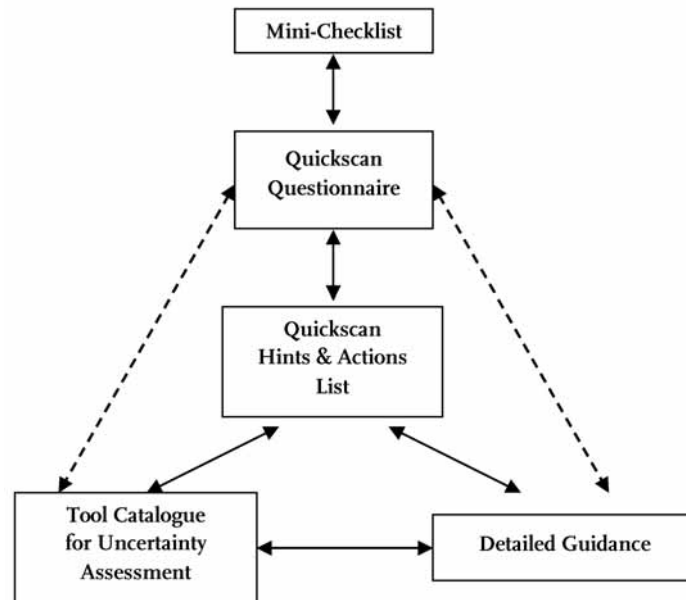 Mini-Checklist
Quickscan
Questionnaire
Quickscan
Hints & Actions
List
Tool Catalogue
for Uncertainty
Assessment
Detailed Guidance